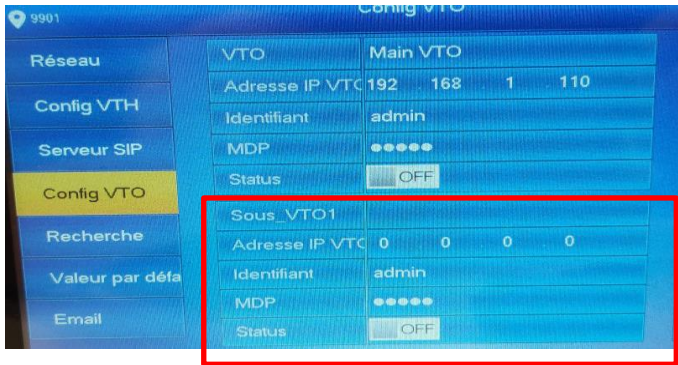 9901
Config VTO
Réseau
Config VTH
Serveur SIP
Config VTO
Recherche
Valeur par défa
Email
VTO Main VTO
Adresse IP VTO 192 . 168 . 1 . 110
Identifiant admin
MDP ●●●●●
Status OFF
Sous_VTO1
Adresse IP VTO 0 0 0 0
Identifiant admin
MDP ●●●●●
Status OFF